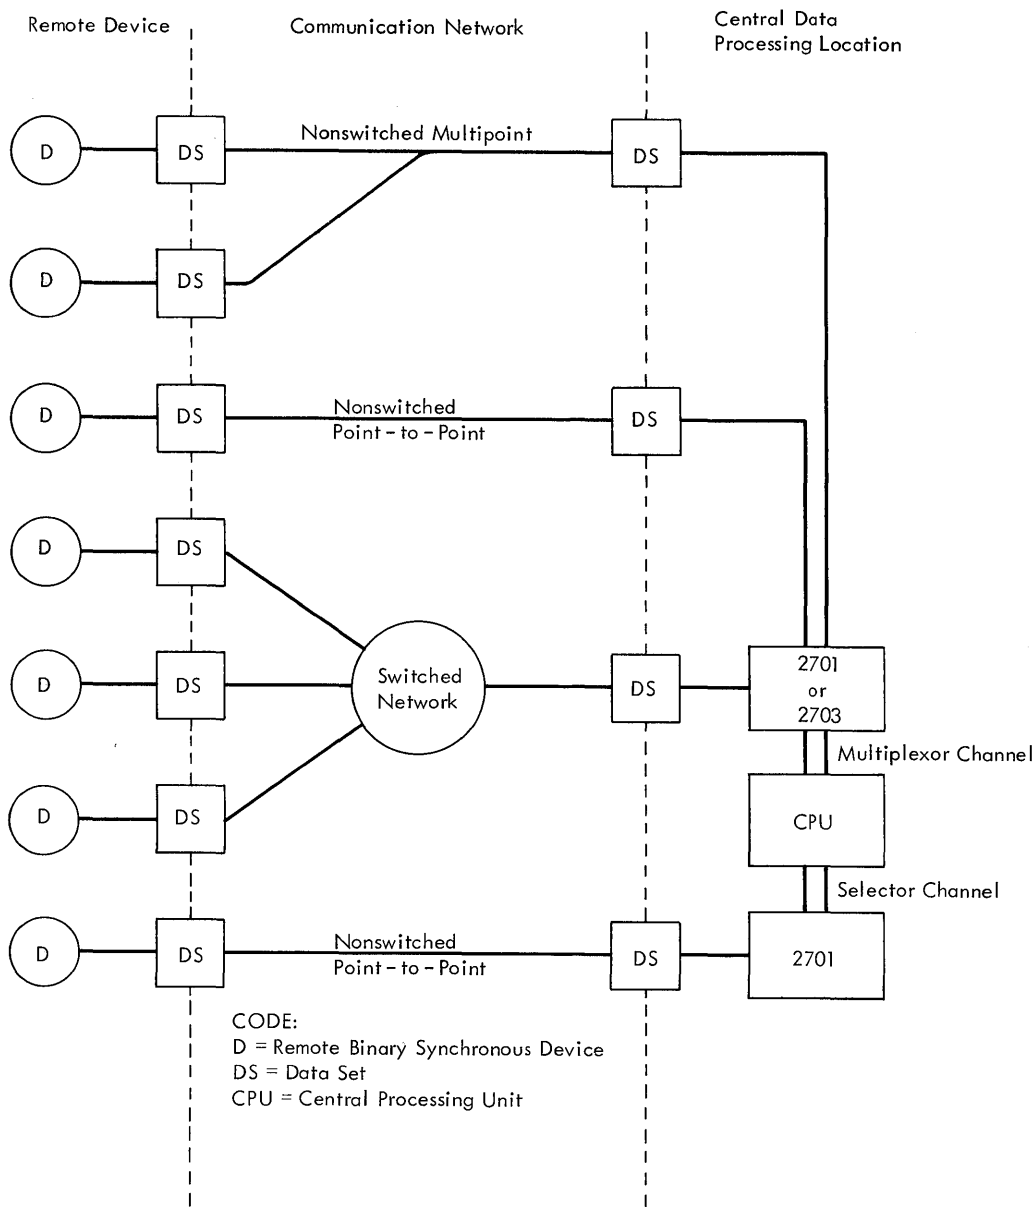 Remote Device
Communication Network
Central Data
Processing Location
D
DS
Nonswitched Multipoint
DS
D
DS
D
DS
Nonswitched
Point-to-Point
DS
D
DS
D
DS
Switched
Network
DS
2701
or
2703
Multiplexor Channel
D
DS
CPU
Selector Channel
D
DS
Nonswitched
Point-to-Point
DS
2701
CODE:
D = Remote Binary Synchronous Device
DS = Data Set
CPU = Central Processing Unit